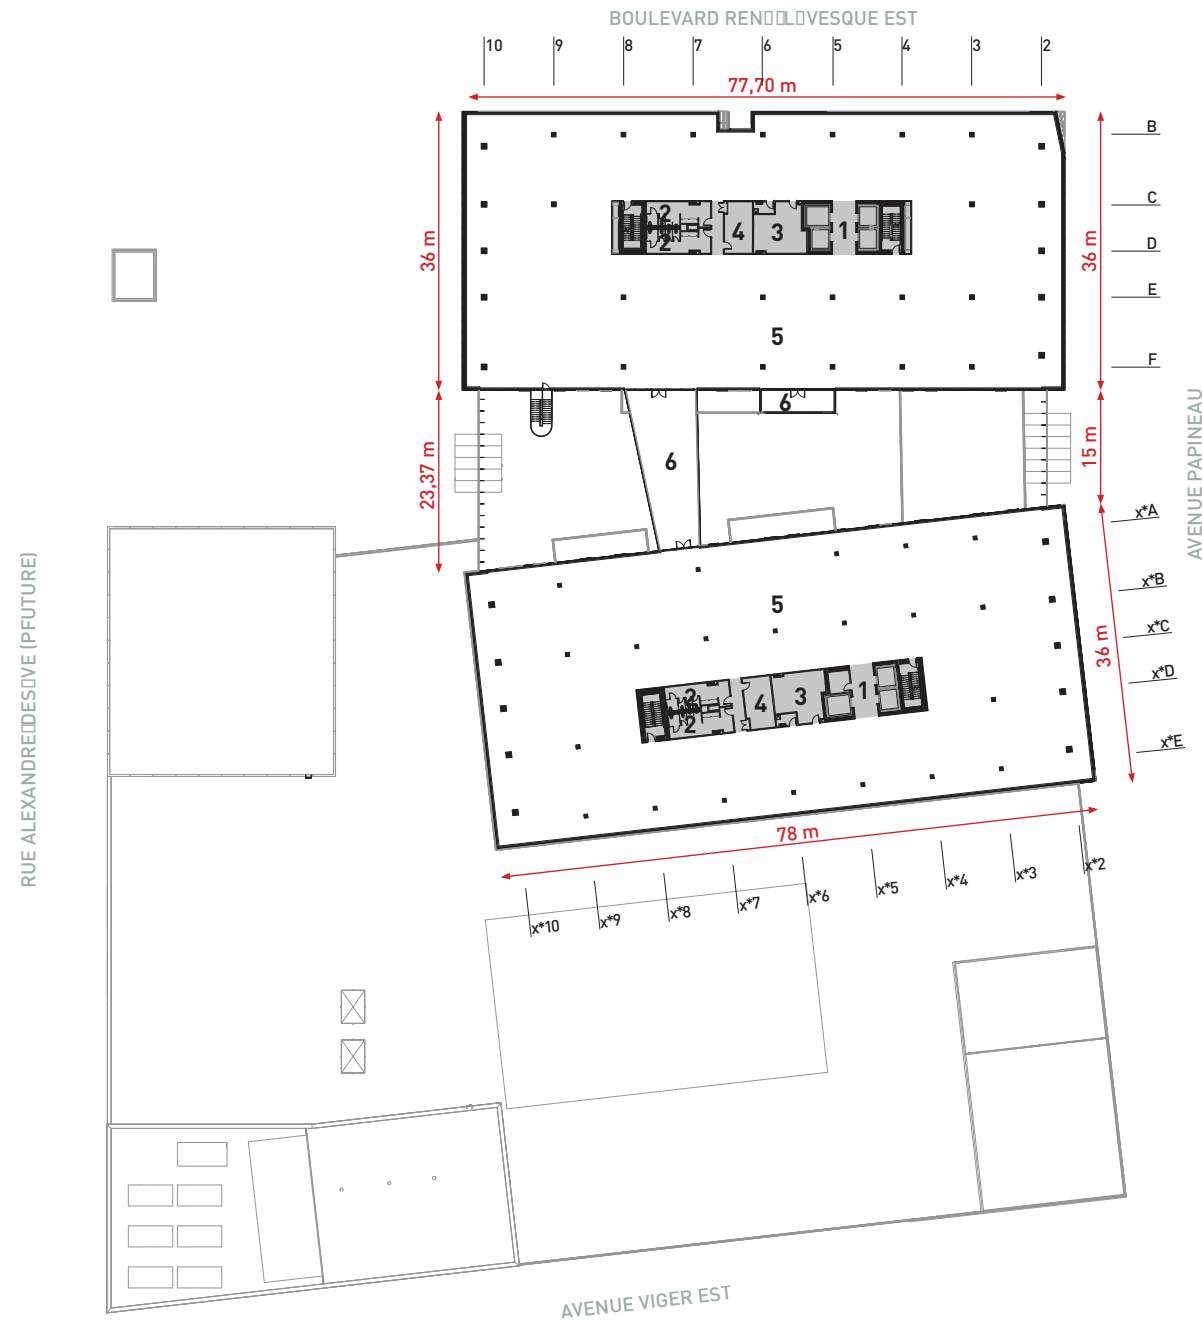 BOULEVARD REN▯▯L▯VESQUE EST
10 9 8 7 6 5 4 3 2
77,70 m
B
C
D
E
F
36 m
36 m
2
2
4
3
1
5
6
6
23,37 m
15 m
AVENUE PAPINEAU
RUE ALEXANDRE▯▯DESE▯VE (PFUTURE)
x*A
x*B
x*C
x*D
x*E
36 m
5
2
2
4
3
1
78 m
x*10 x*9 x*8 x*7 x*6 x*5 x*4 x*3 x*2
AVENUE VIGER EST